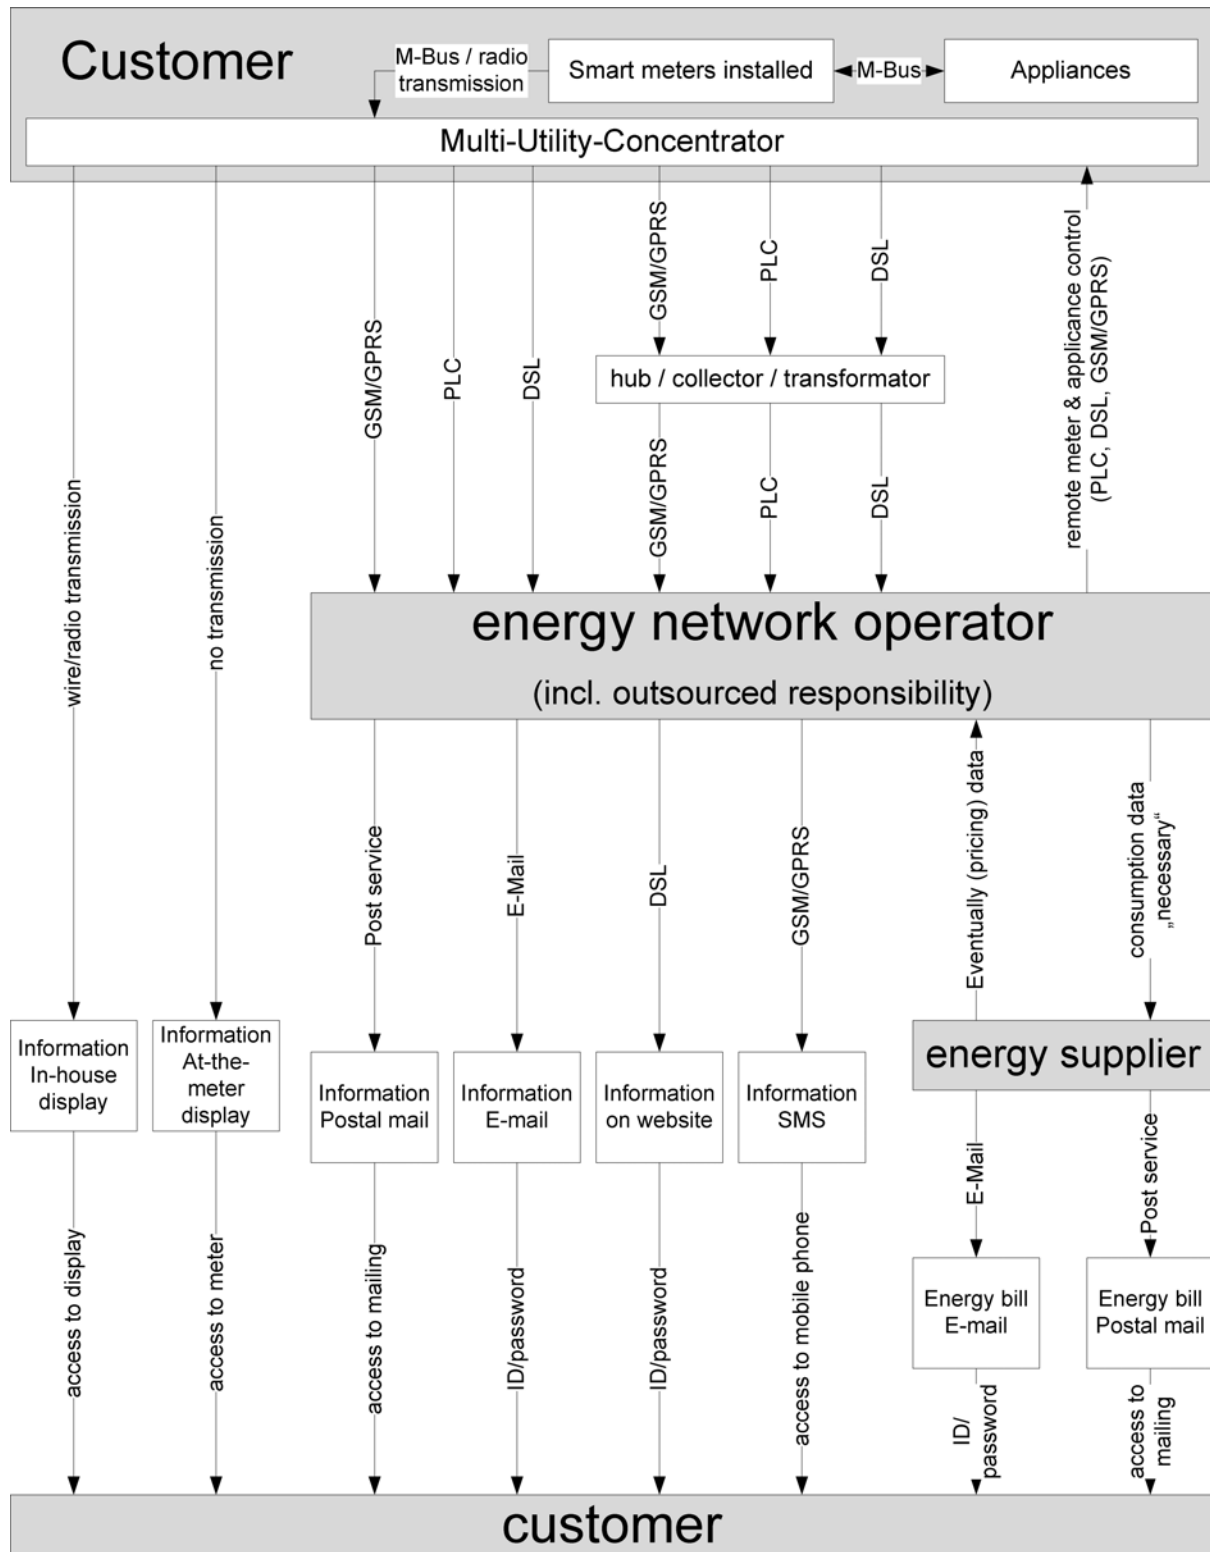 Customer
M-Bus / radio
transmission
Smart meters installed
M-Bus
Appliances
Multi-Utility-Concentrator
GSM/GPRS
PLC
DSL
GSM/GPRS
PLC
DSL
remote meter & applicance control
(PLC, DSL, GSM/GPRS)
hub / collector / transformator
GSM/GPRS
PLC
DSL
wire/radio transmission
no transmission
energy network operator
(incl. outsourced responsibility)
Post service
E-Mail
DSL
GSM/GPRS
Eventually (pricing) data
consumption data
„necessary“
Information
In-house
display
Information
At-the-
meter
display
Information
Postal mail
Information
E-mail
Information
on website
Information
SMS
energy supplier
E-Mail
Post service
access to display
access to meter
access to mailing
ID/password
ID/password
access to mobile phone
Energy bill
E-mail
Energy bill
Postal mail
ID/
password
access to
mailing
customer